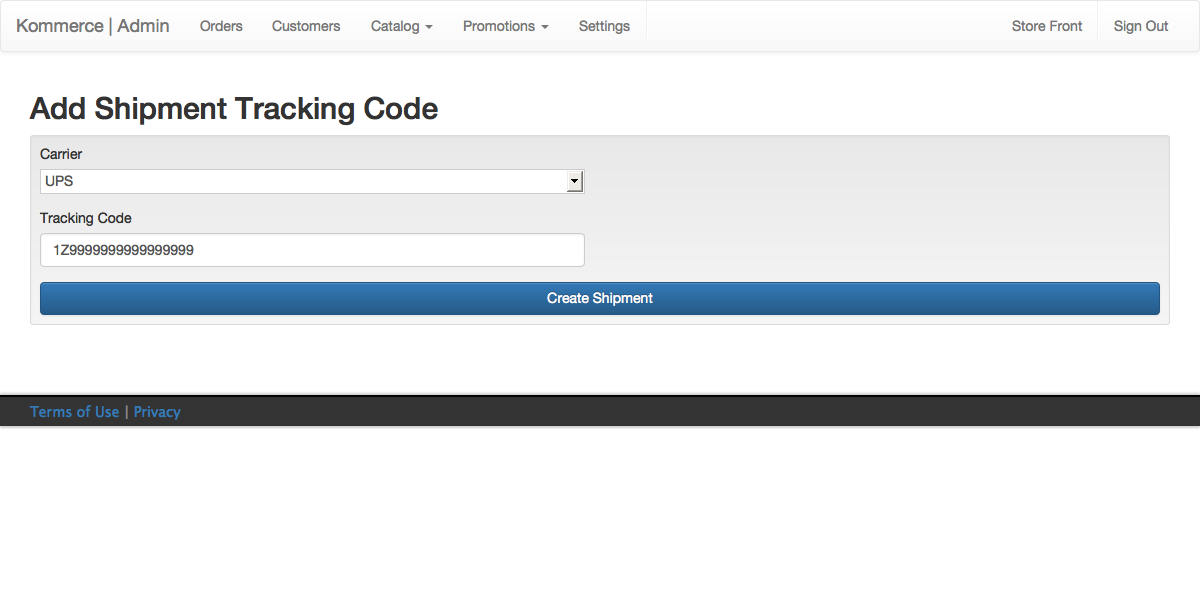 Kommerce | Admin Orders Customers Catalog Promotions Settings Store Front Sign Out
Add Shipment Tracking Code
Carrier
UPS
Tracking Code
1Z9999999999999999
Create Shipment
Terms of Use | Privacy